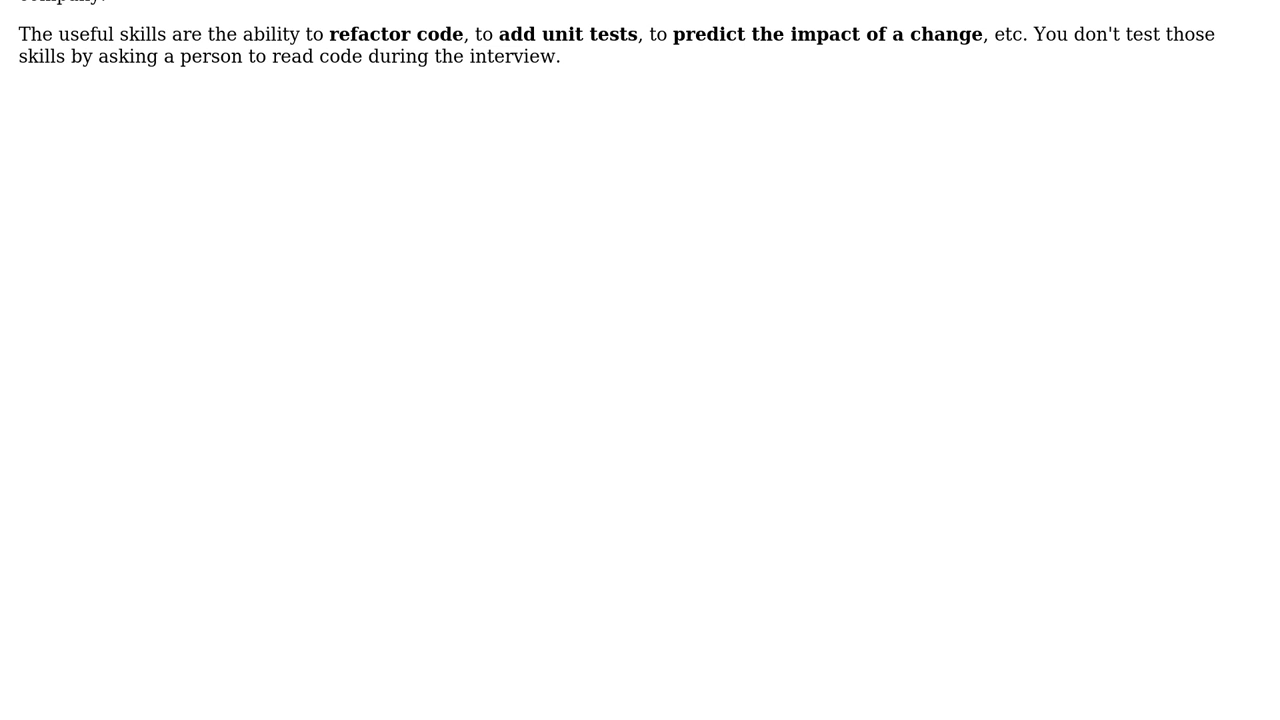 The useful skills are the ability to refactor code, to add unit tests, to predict the impact of a change, etc. You don't test those
skills by asking a person to read code during the interview.